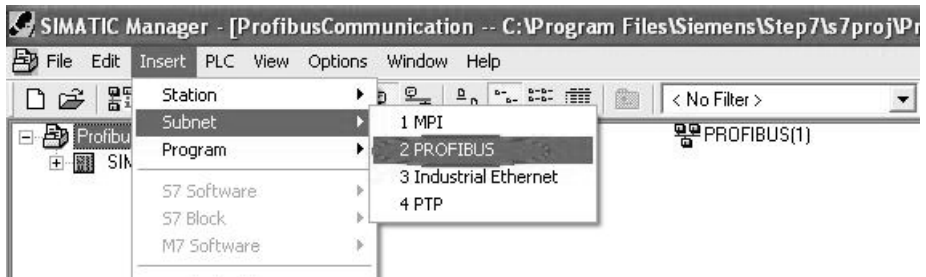 SIMATIC Manager - [ProfibusCommunication -- C:\Program Files\Siemens\Step7\s7proj\Pr
File Edit Insert PLC View Options Window Help
Station
< No Filter >
Subnet
1 MPI
PROFIBUS(1)
Profibu
Program
2 PROFIBUS
SIM
3 Industrial Ethernet
S7 Software
4 PTP
S7 Block
M7 Software